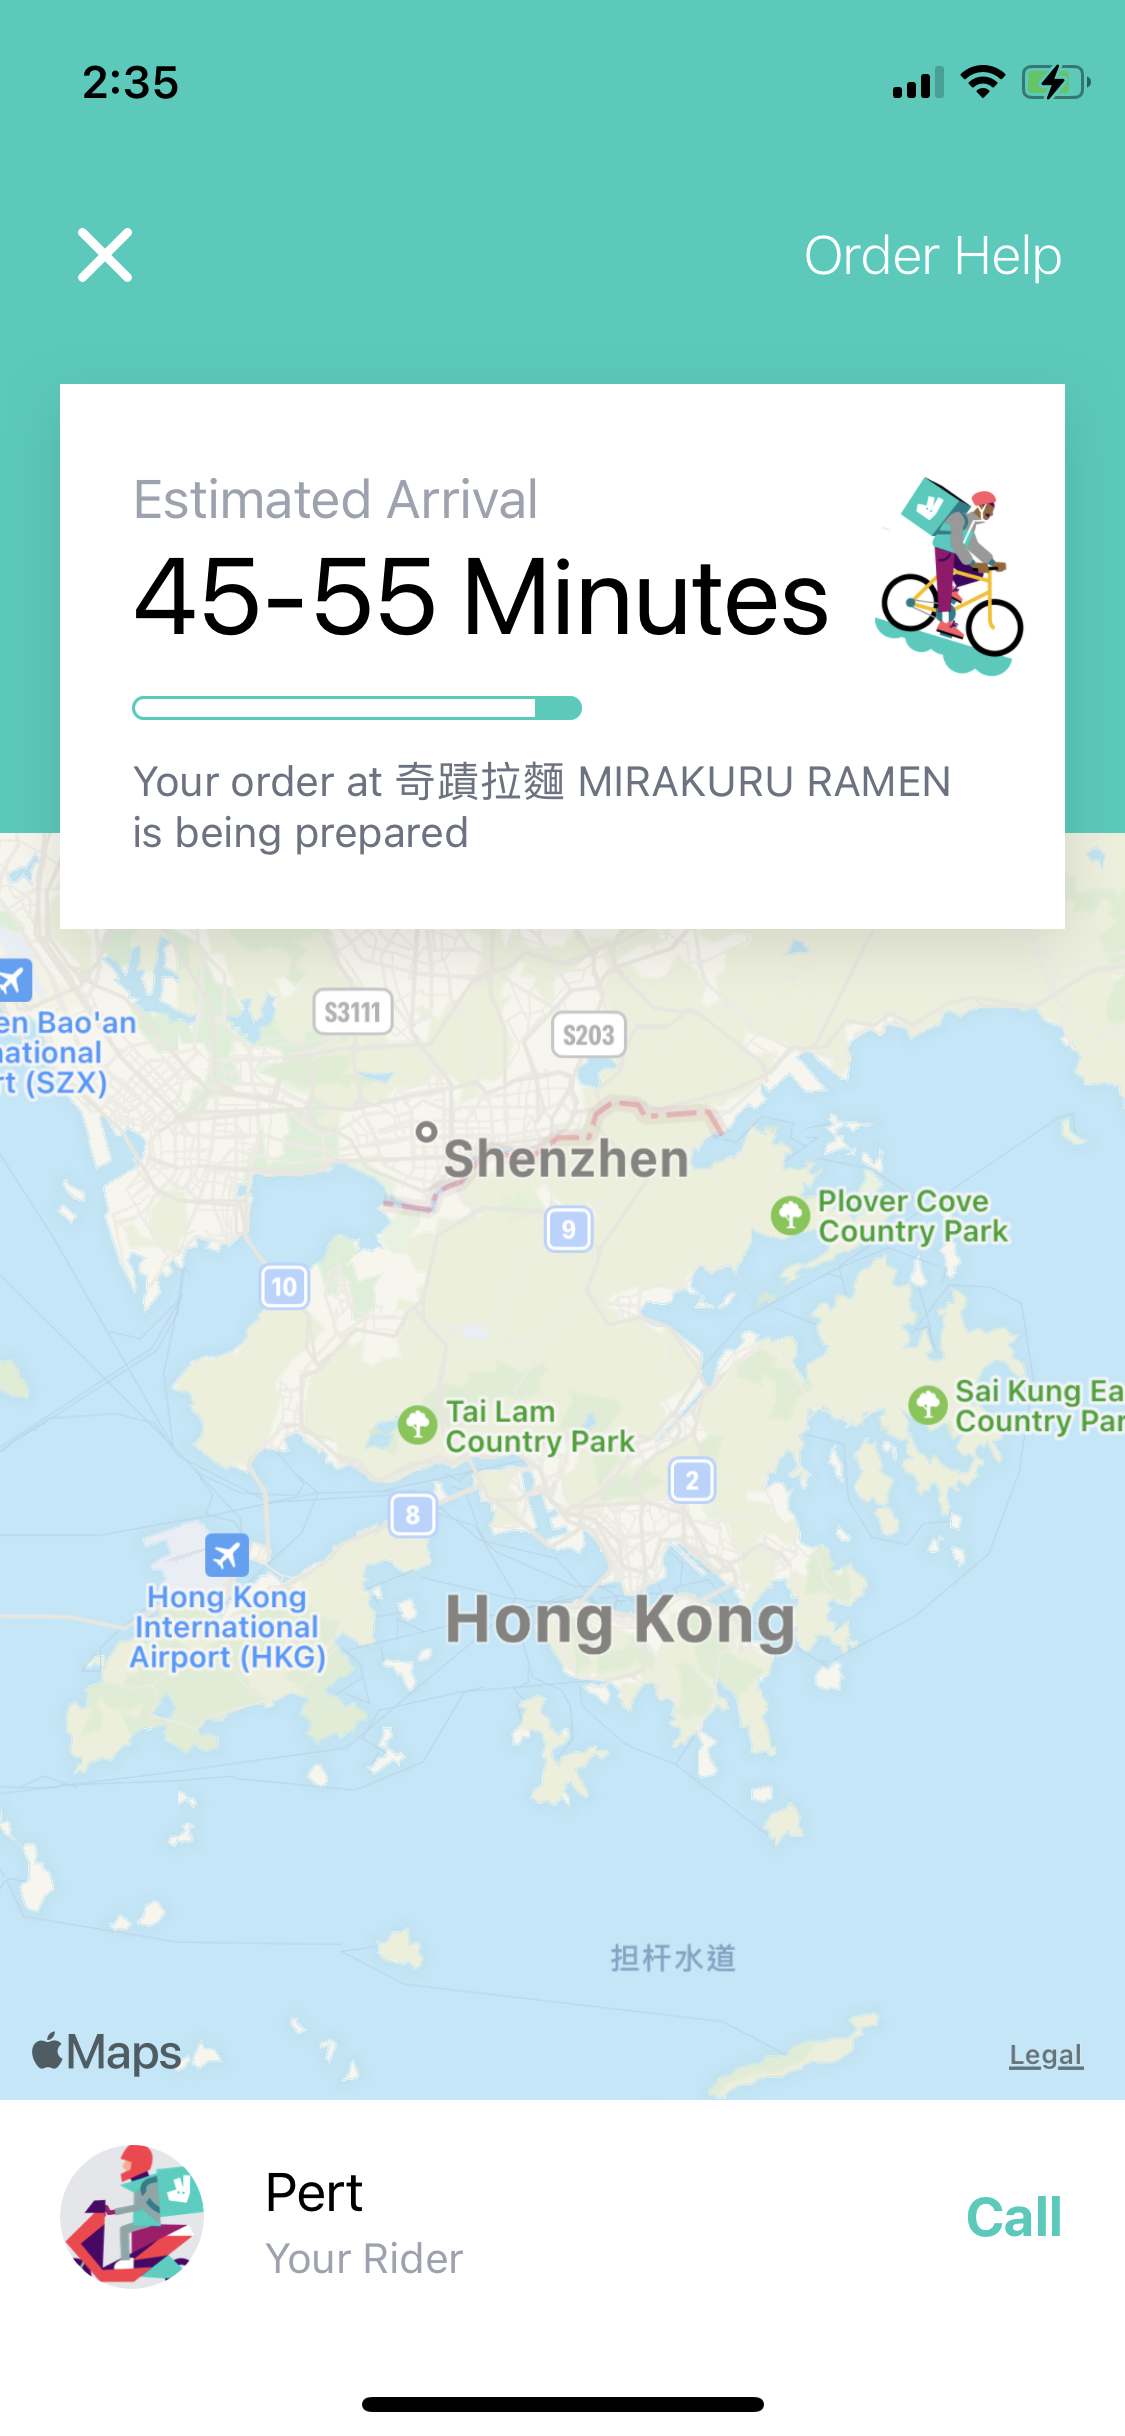 2:35
Order Help
Estimated Arrival
45-55 Minutes
Your order at 奇蹟拉麵 MIRAKURU RAMEN
is being prepared
en Bao'an
national
rt (SZX)
S3111
S203
Shenzhen
9
Plover Cove
Country Park
10
Sai Kung Ea
Country Par
Tai Lam
Country Park
2
8
Hong Kong
International
Airport (HKG)
Hong Kong
担杆水道
Maps
Legal
Pert
Your Rider
Call